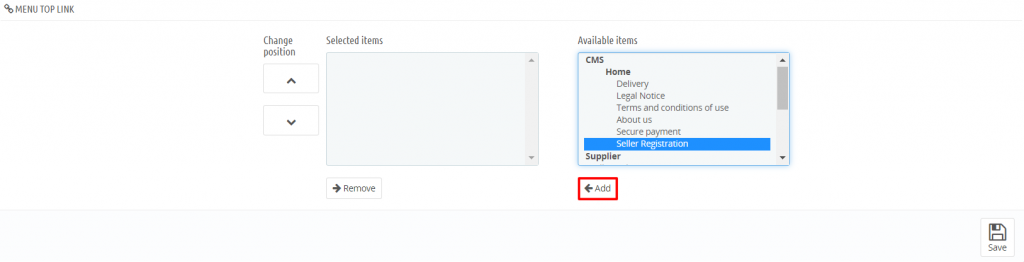 MENU TOP LINK
Change
position
Selected items
Available items
CMS
Home
Delivery
Legal Notice
Terms and conditions of use
About us
Secure payment
Seller Registration
Supplier
Remove
Add
Save